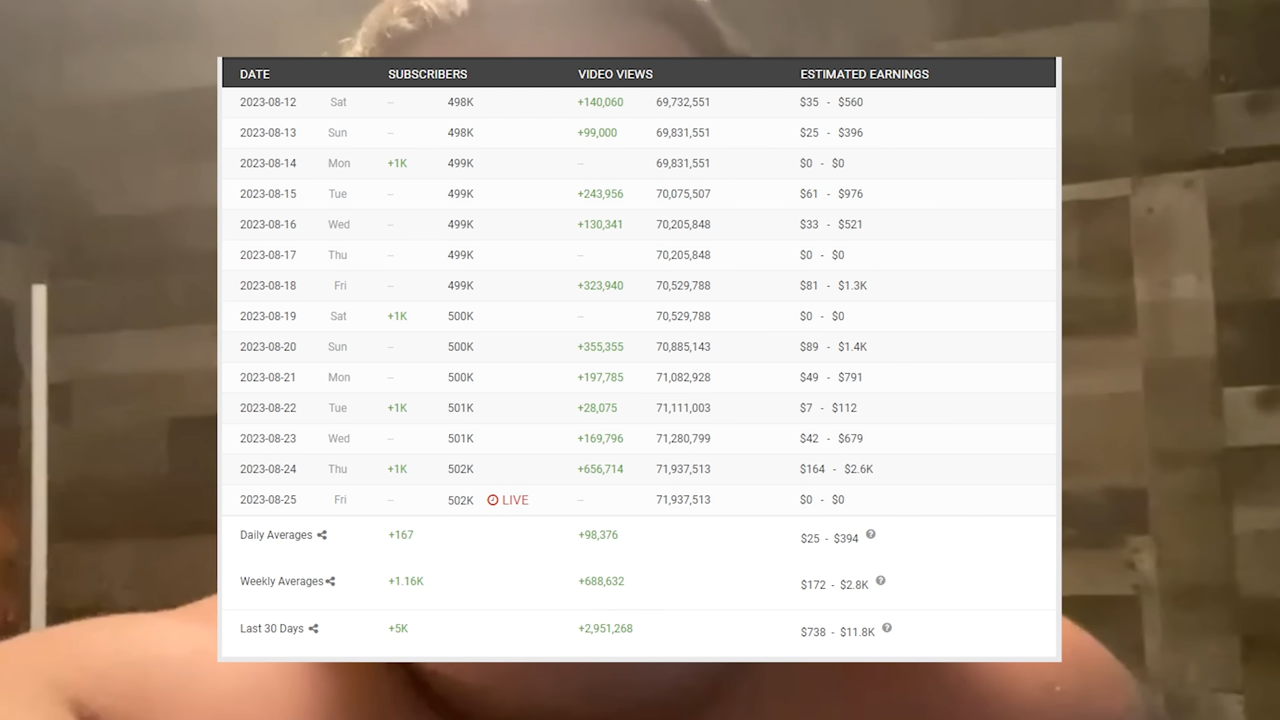 DATE SUBSCRIBERS VIDEO VIEWS ESTIMATED EARNINGS
2023-08-12 Sat -- 498K +140,060 69,732,551 $35 - $560
2023-08-13 Sun -- 498K +99,000 69,831,551 $25 - $396
2023-08-14 Mon +1K 499K -- 69,831,551 $0 - $0
2023-08-15 Tue -- 499K +243,956 70,075,507 $61 - $976
2023-08-16 Wed -- 499K +130,341 70,205,848 $33 - $521
2023-08-17 Thu -- 499K -- 70,205,848 $0 - $0
2023-08-18 Fri -- 499K +323,940 70,529,788 $81 - $1.3K
2023-08-19 Sat +1K 500K -- 70,529,788 $0 - $0
2023-08-20 Sun -- 500K +355,355 70,885,143 $89 - $1.4K
2023-08-21 Mon -- 500K +197,785 71,082,928 $49 - $791
2023-08-22 Tue +1K 501K +28,075 71,111,003 $7 - $112
2023-08-23 Wed -- 501K +169,796 71,280,799 $42 - $679
2023-08-24 Thu +1K 502K +656,714 71,937,513 $164 - $2.6K
2023-08-25 Fri -- 502K LIVE -- 71,937,513 $0 - $0
Daily Averages +167 +98,376 $25 - $394 ?
Weekly Averages +1.16K +688,632 $172 - $2.8K ?
Last 30 Days +5K +2,951,268 $738 - $11.8K ?